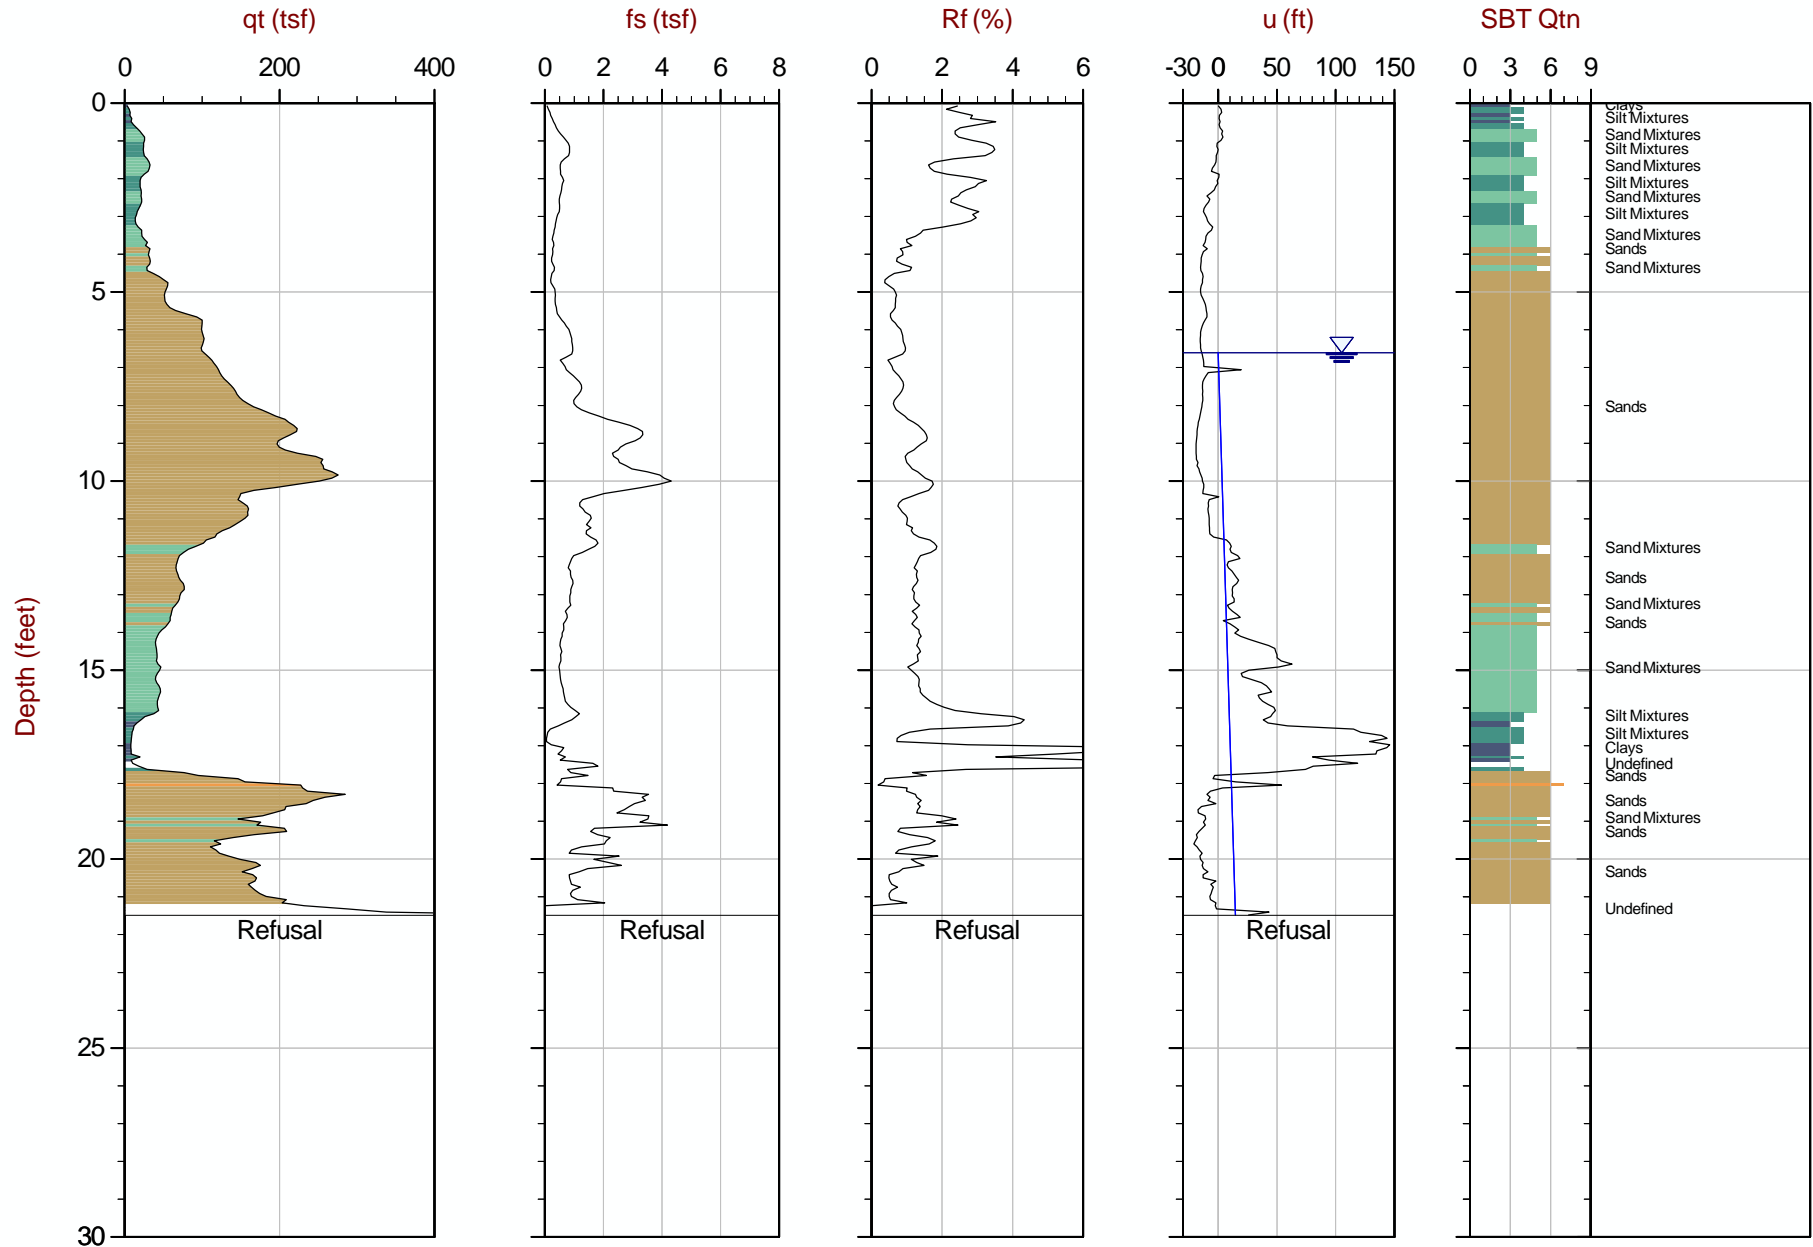 qt (tsf)
fs (tsf)
Rf (%)
u (ft)
SBT Qtn
0 200 400
0 2 4 6 8
0 2 4 6
-30 0 50 100 150
0 3 6 9
0
5
10
15
20
25
30
Depth (feet)
Clays
Silt Mixtures
Sand Mixtures
Silt Mixtures
Sand Mixtures
Silt Mixtures
Sand Mixtures
Silt Mixtures
Sand Mixtures
Sands
Sand Mixtures
Sands
Sand Mixtures
Sands
Sand Mixtures
Sands
Sand Mixtures
Silt Mixtures
Silt Mixtures
Clays
Undefined
Sands
Sands
Sand Mixtures
Sands
Sands
Undefined
Refusal
Refusal
Refusal
Refusal